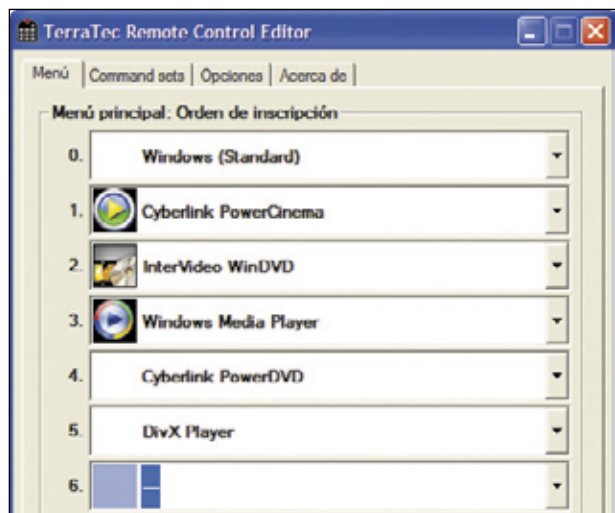 TerraTec Remote Control Editor
Menú Command sets Opciones Acerca de
Menú principal: Orden de inscripción
0. Windows (Standard)
1. Cyberlink PowerCinema
2. InterVideo WinDVD
3. Windows Media Player
4. Cyberlink PowerDVD
5. DivX Player
6. —